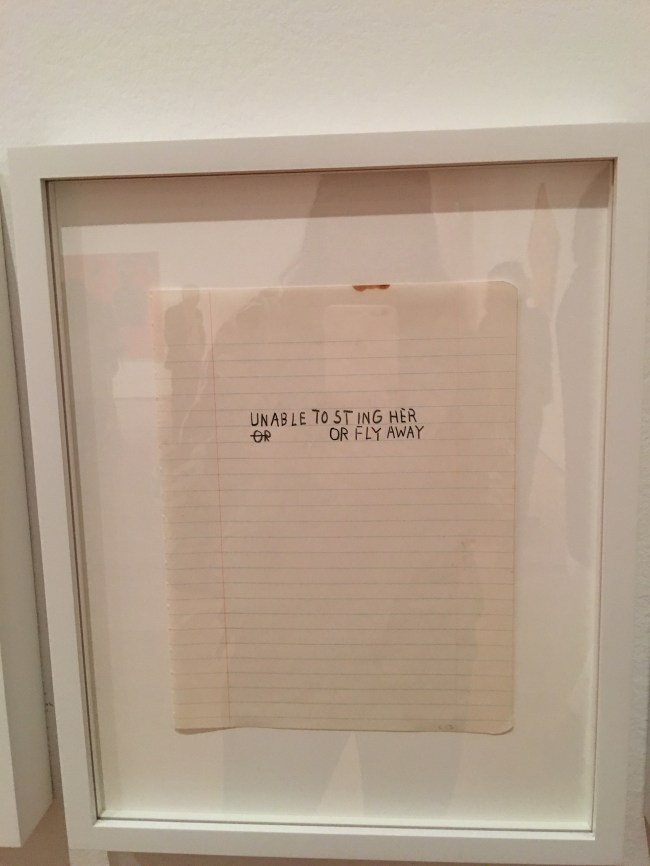 UNABLE TO STING HER
OR OR FLY AWAY